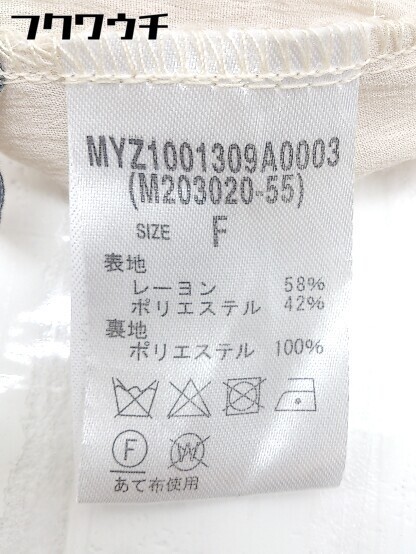 フクワウチ
MYZ1001309A0003
(M203020-55)
SIZE F
表地
レーヨン 58%
ポリエステル 42%
裏地
ポリエステル 100%
F W
あて布使用